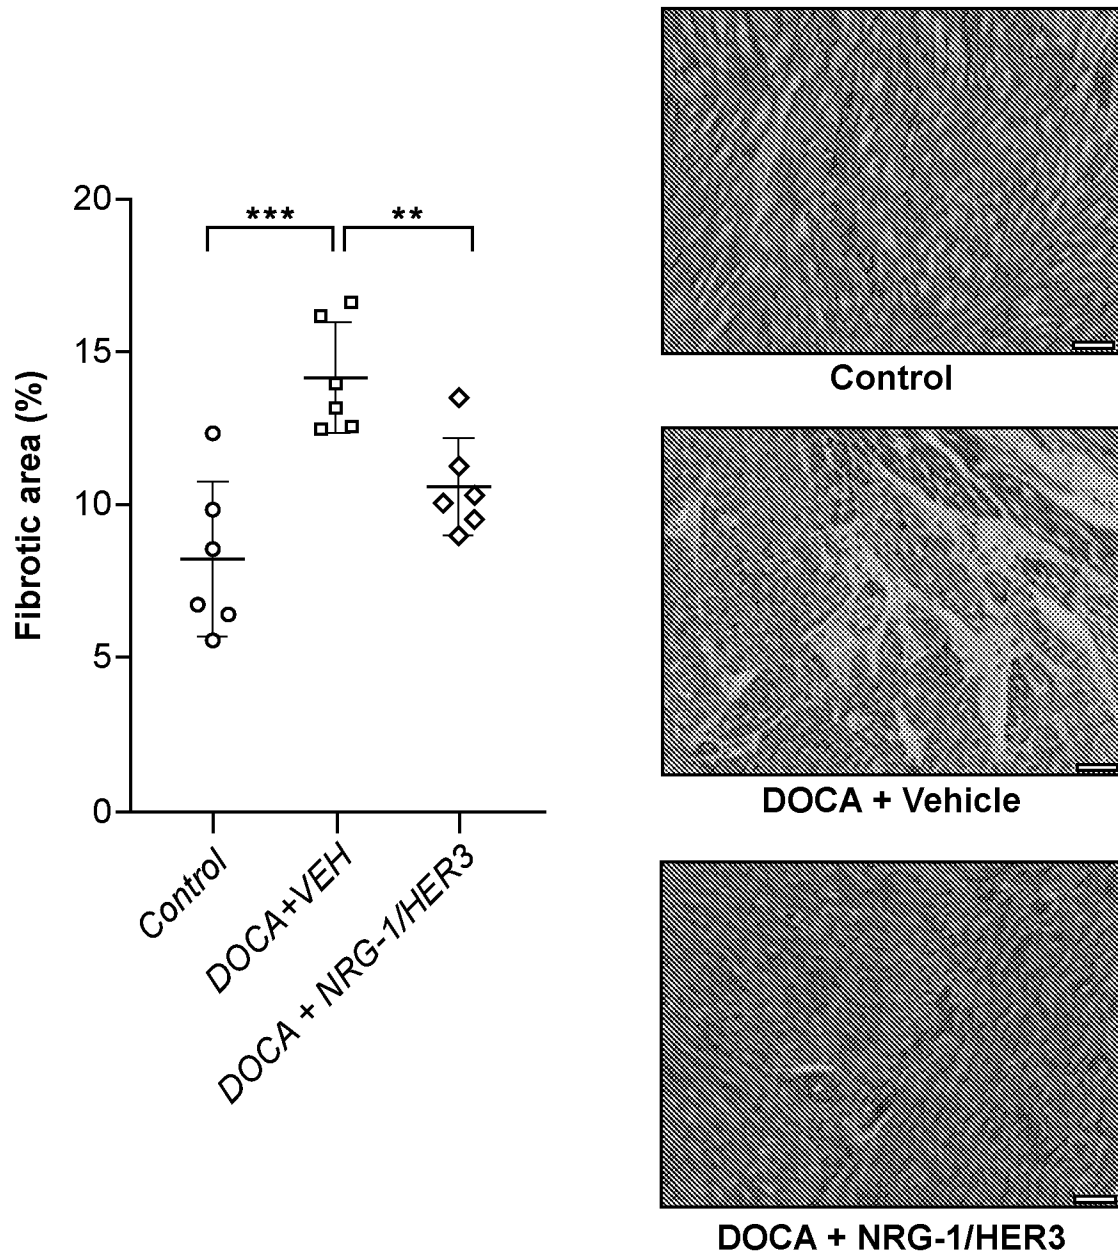 Fibrotic area (%)
20
15
10
5
0
***
**
Control
DOCA+VEH
DOCA + NRG-1/HER3
Control
DOCA + Vehicle
DOCA + NRG-1/HER3